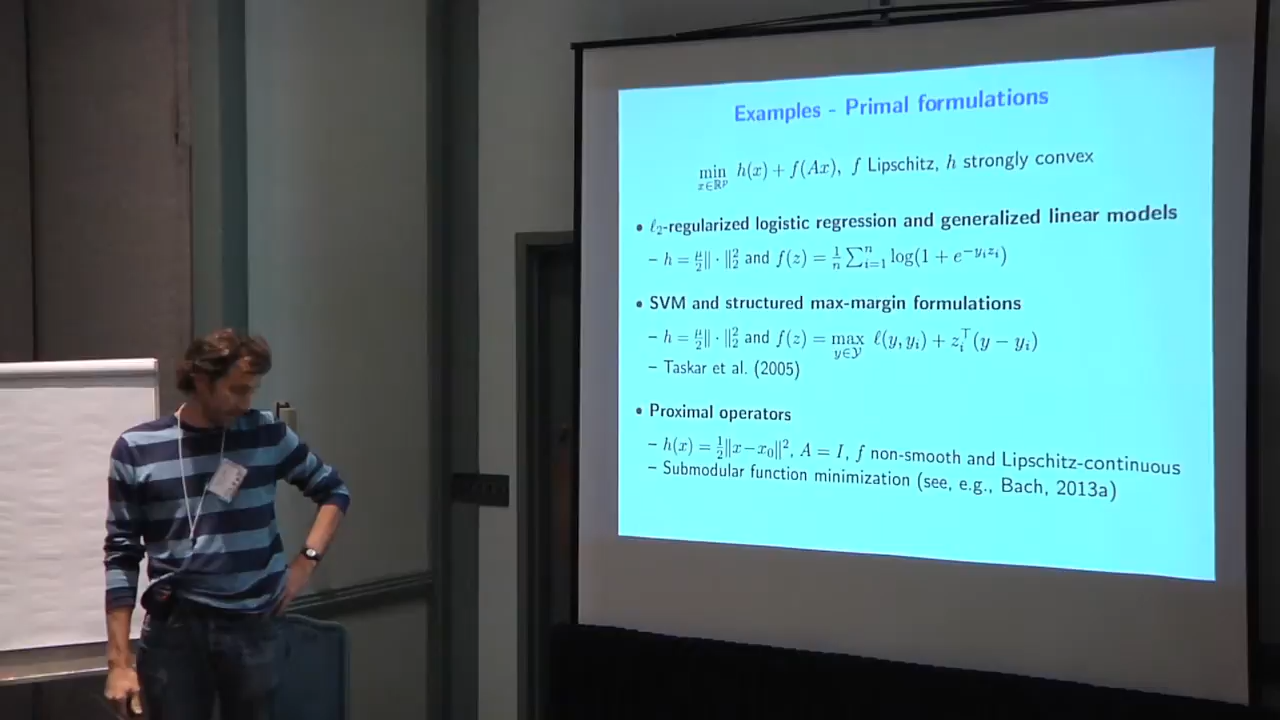 Examples - Primal formulations
min h(x) + f(Ax), f Lipschitz, h strongly convex
x∈ℝᵖ
• ℓ₂-regularized logistic regression and generalized linear models
– h = μ/2 ‖ · ‖₂² and f(z) = 1/n ∑ᵢ₌₁ⁿ log(1 + e^{−yᵢzᵢ})
• SVM and structured max-margin formulations
– h = μ/2 ‖ · ‖₂² and f(z) = max ℓ(y, yᵢ) + zᵢ⊤(y − yᵢ)
y∈𝒴
– Taskar et al. (2005)
• Proximal operators
– h(x) = 1/2 ‖x−x₀‖², A = I, f non-smooth and Lipschitz-continuous
– Submodular function minimization (see, e.g., Bach, 2013a)